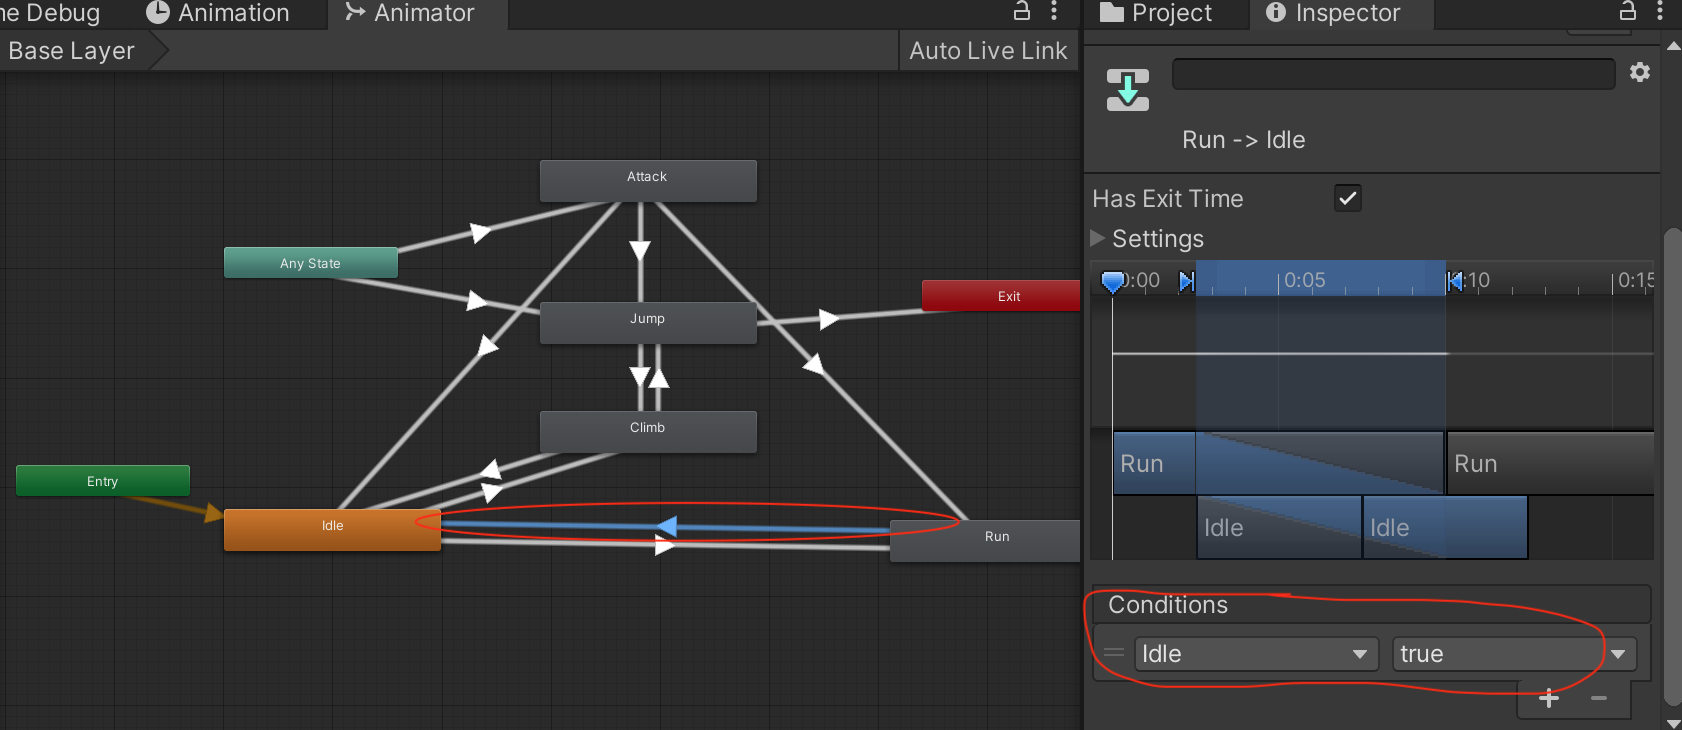 me Debug
Animation
Animator
Base Layer
Auto Live Link
Attack
Any State
Exit
Jump
Climb
Entry
Idle
Run
Project
Inspector
Run -> Idle
Has Exit Time
Settings
0:00
0:05
0:10
0:15
Run
Run
Idle
Idle
Conditions
Idle
true